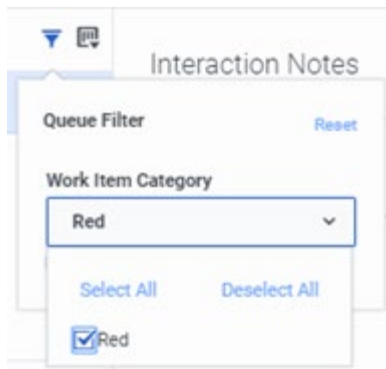 Interaction Notes
Queue Filter Reset
Work Item Category
Red
Select All Deselect All
Red